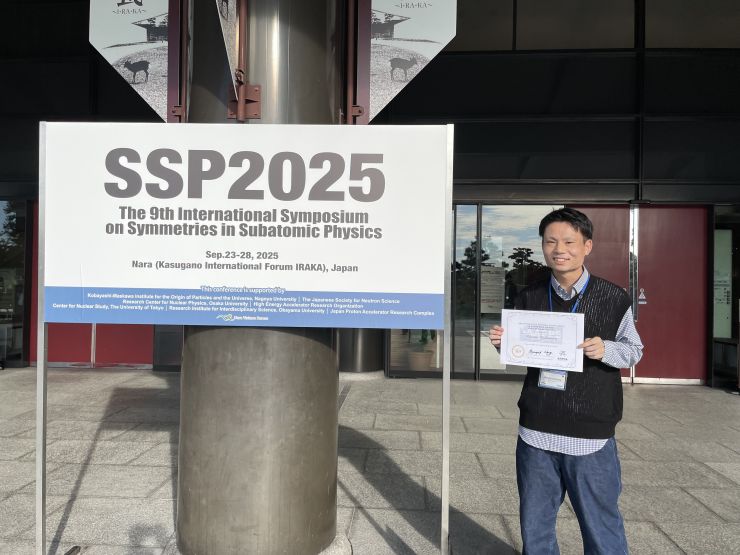 ~I-RA-KA~
~I-RA-KA~
SSP2025
The 9th International Symposium
on Symmetries in Subatomic Physics
Sep.23-28, 2025
Nara (Kasugano International Forum IRAKA), Japan
This conference is supported by
Kobayashi-Maskawa Institute for the Origin of Particles and the Universe, Nagoya University | The Japanese Society for Neutron Science
Research Center for Nuclear Physics, Osaka University | High Energy Accelerator Research Organization
Center for Nuclear Study, The University of Tokyo | Research Institute for Interdisciplinary Science, Okayama University | Japan Proton Accelerator Research Complex